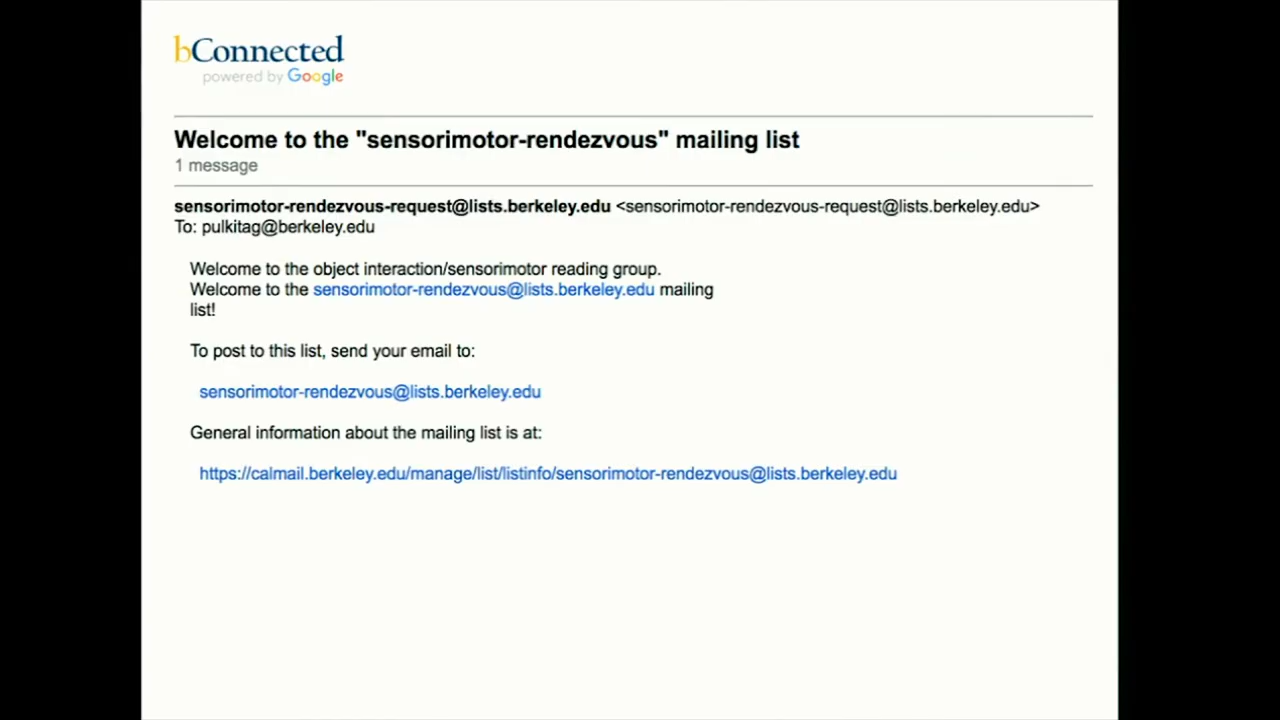 bConnected
powered by Google
Welcome to the "sensorimotor-rendezvous" mailing list
1 message
sensorimotor-rendezvous-request@lists.berkeley.edu <sensorimotor-rendezvous-request@lists.berkeley.edu>
To: pulkitag@berkeley.edu
Welcome to the object interaction/sensorimotor reading group.
Welcome to the sensorimotor-rendezvous@lists.berkeley.edu mailing
list!
To post to this list, send your email to:
sensorimotor-rendezvous@lists.berkeley.edu
General information about the mailing list is at:
https://calmail.berkeley.edu/manage/list/listinfo/sensorimotor-rendezvous@lists.berkeley.edu